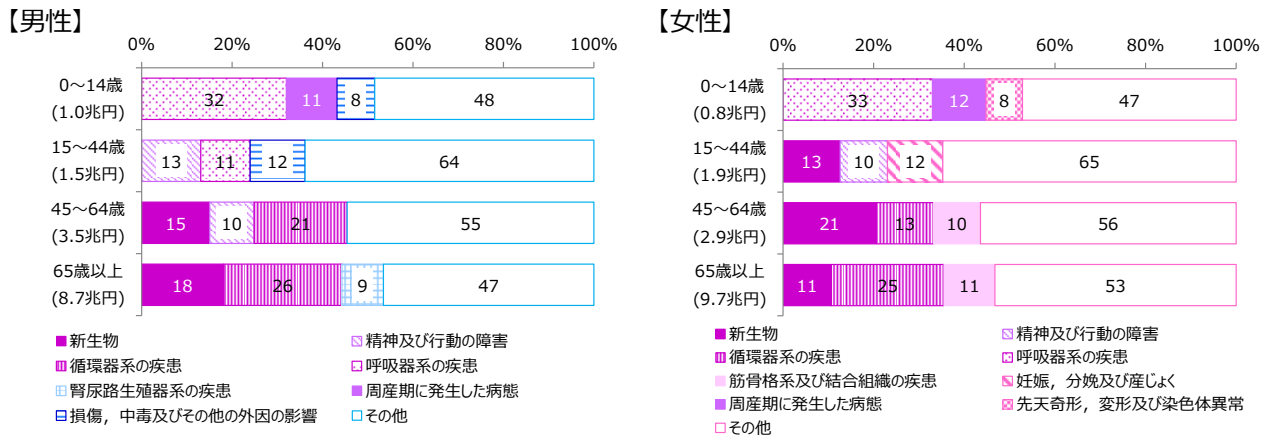 【男性】
0% 20% 40% 60% 80% 100%
0～14歳
(1.0兆円)
32 11 8 48
15～44歳
(1.5兆円)
13 11 12 64
45～64歳
(3.5兆円)
15 10 21 55
65歳以上
(8.7兆円)
18 26 9 47
新生物 精神及び行動の障害
循環器系の疾患 呼吸器系の疾患
腎尿路生殖器系の疾患 周産期に発生した病態
損傷，中毒及びその他の外因の影響 その他
【女性】
0% 20% 40% 60% 80% 100%
0～14歳
(0.8兆円)
33 12 8 47
15～44歳
(1.9兆円)
13 10 12 65
45～64歳
(2.9兆円)
21 13 10 56
65歳以上
(9.7兆円)
11 25 11 53
新生物 精神及び行動の障害
循環器系の疾患 呼吸器系の疾患
筋骨格系及び結合組織の疾患 妊娠，分娩及び産じょく
周産期に発生した病態 先天奇形，変形及び染色体異常
その他